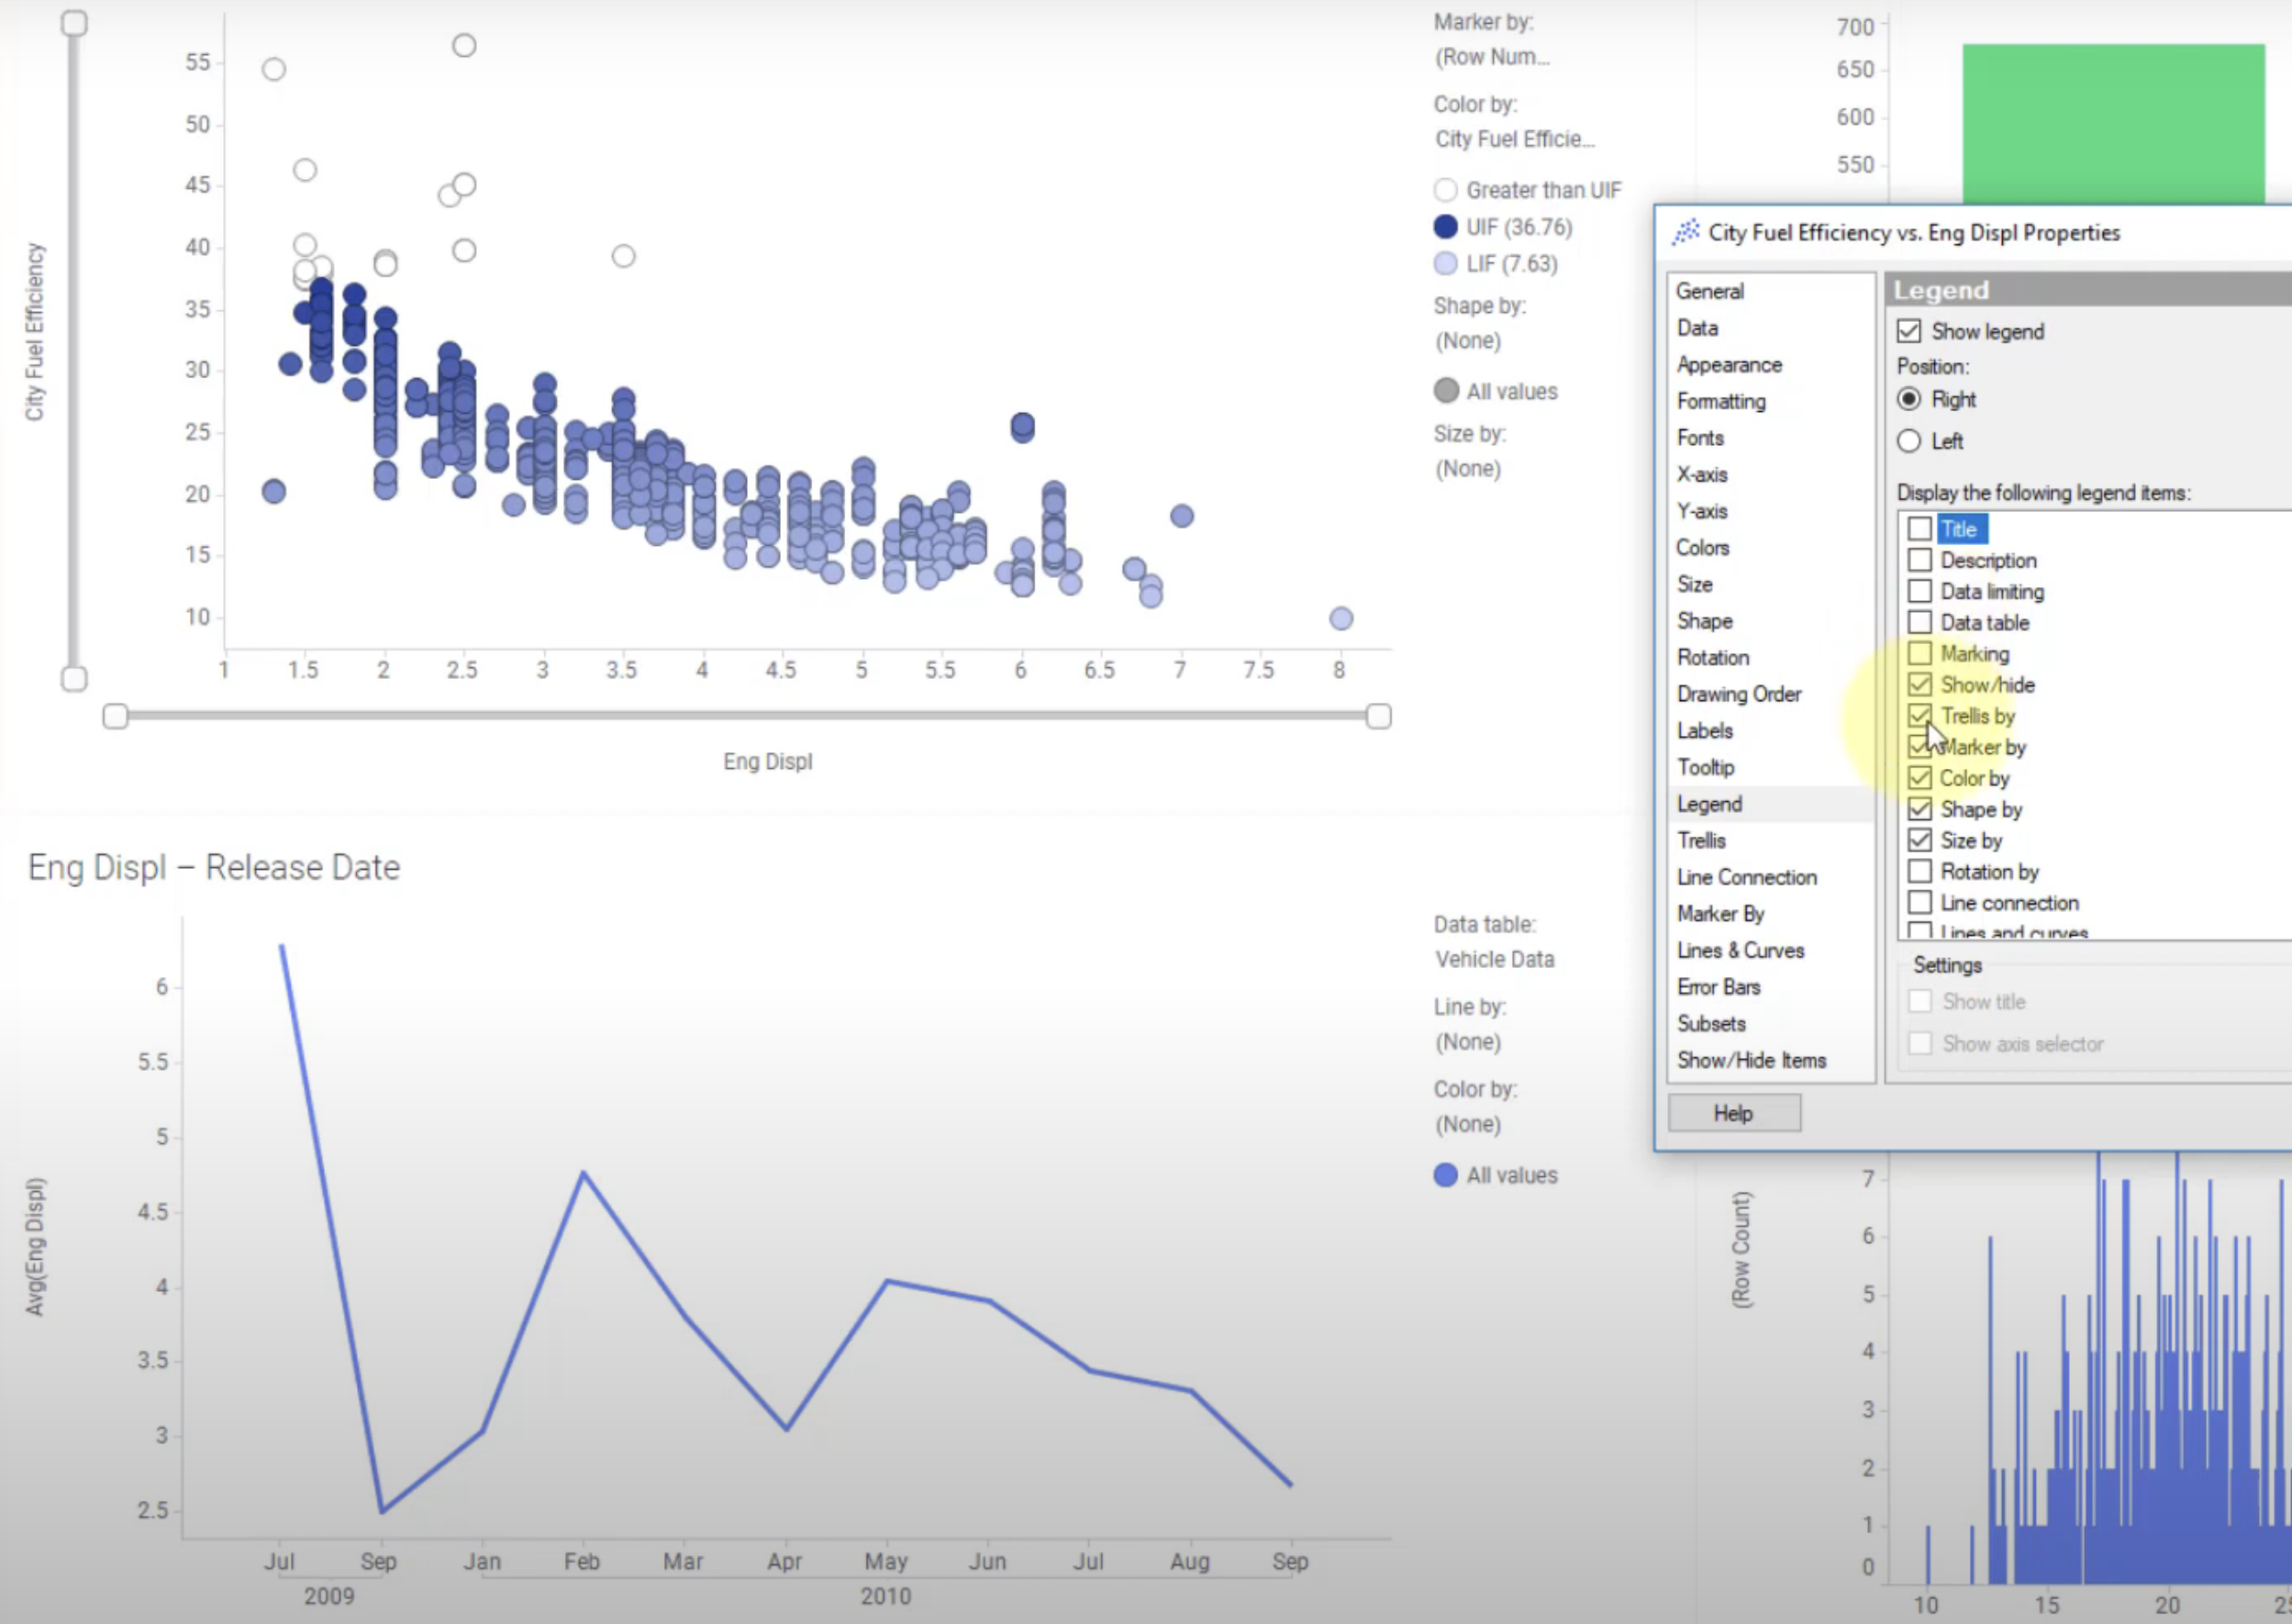 55
50
45
40
35
30
25
20
15
10
City Fuel Efficiency
1 1.5 2 2.5 3 3.5 4 4.5 5 5.5 6 6.5 7 7.5 8
Eng Displ
Marker by:
(Row Num...
Color by:
City Fuel Efficie...
Greater than UIF
UIF (36.76)
LIF (7.63)
Shape by:
(None)
All values
Size by:
(None)
700
650
600
550
City Fuel Efficiency vs. Eng Displ Properties
General
Data
Appearance
Formatting
Fonts
X-axis
Y-axis
Colors
Size
Shape
Rotation
Drawing Order
Labels
Tooltip
Legend
Trellis
Line Connection
Marker By
Lines & Curves
Error Bars
Subsets
Show/Hide Items
Help
Legend
Show legend
Position:
Right
Left
Display the following legend items:
Title
Description
Data limiting
Data table
Marking
Show/hide
Trellis by
Marker by
Color by
Shape by
Size by
Rotation by
Line connection
Lines and curves
Settings
Show title
Show axis selector
Eng Displ – Release Date
6
5.5
5
4.5
4
3.5
3
2.5
Avg(Eng Displ)
Jul Sep Jan Feb Mar Apr May Jun Jul Aug Sep
2009 2010
Data table:
Vehicle Data
Line by:
(None)
Color by:
(None)
All values
7
6
5
4
3
2
1
0
(Row Count)
10 15 20